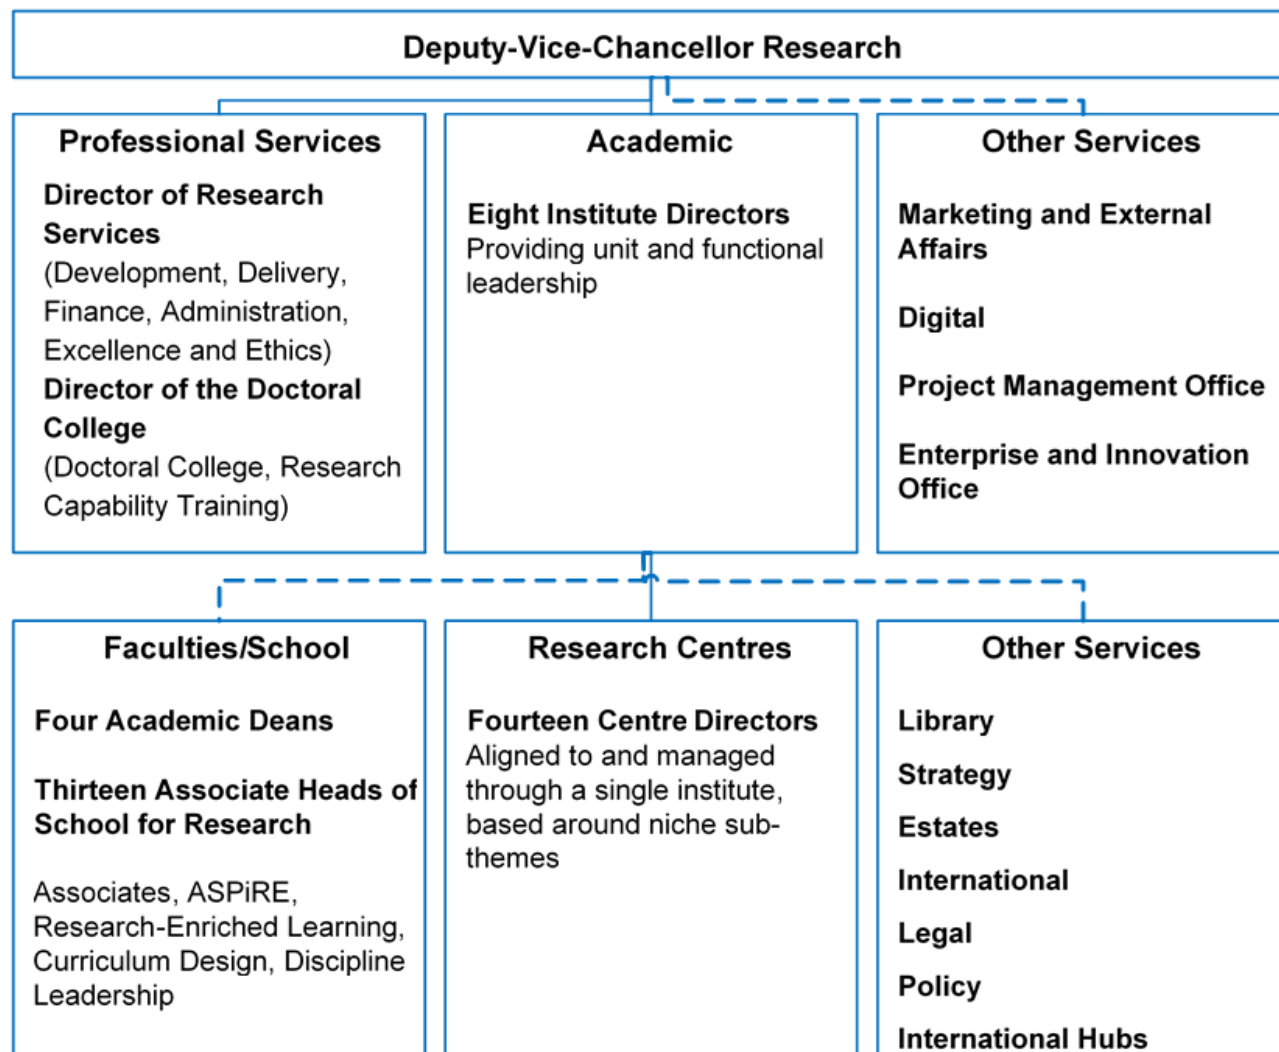 Deputy-Vice-Chancellor Research
Professional Services
Director of Research
Services
(Development, Delivery,
Finance, Administration,
Excellence and Ethics)
Director of the Doctoral
College
(Doctoral College, Research
Capability Training)
Academic
Eight Institute Directors
Providing unit and functional
leadership
Other Services
Marketing and External
Affairs
Digital
Project Management Office
Enterprise and Innovation
Office
Faculties/School
Four Academic Deans
Thirteen Associate Heads of
School for Research
Associates, ASPiRE,
Research-Enriched Learning,
Curriculum Design, Discipline
Leadership
Research Centres
Fourteen Centre Directors
Aligned to and managed
through a single institute,
based around niche sub-
themes
Other Services
Library
Strategy
Estates
International
Legal
Policy
International Hubs